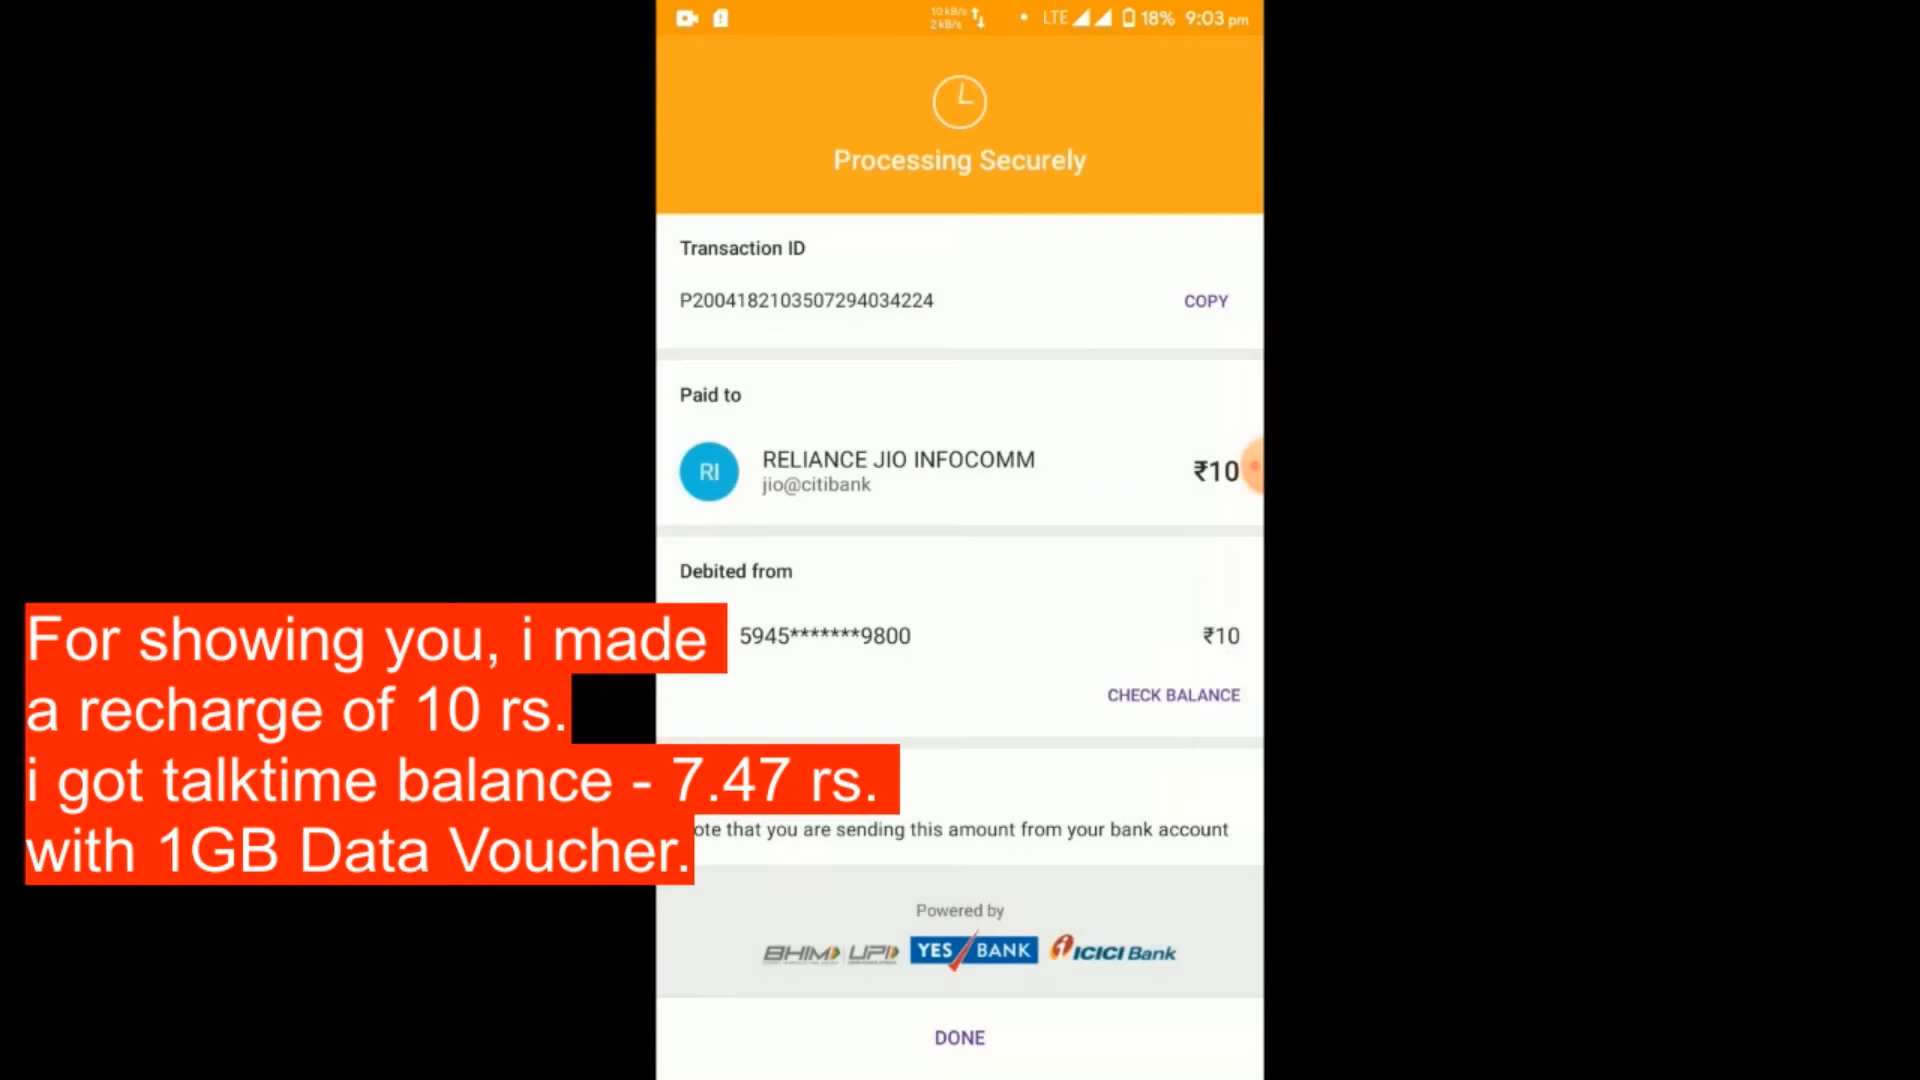 10 kB/s
2 kB/s
LTE 18% 9:03 pm
Processing Securely
Transaction ID
P2004182103507294034224 COPY
Paid to
RI RELIANCE JIO INFOCOMM ₹10
jio@citibank
Debited from
5945*******9800 ₹10
CHECK BALANCE
For showing you, i made
a recharge of 10 rs.
i got talktime balance - 7.47 rs.
with 1GB Data Voucher.
that you are sending this amount from your bank account
Powered by
BHIM UPI YES BANK ICICI Bank
DONE